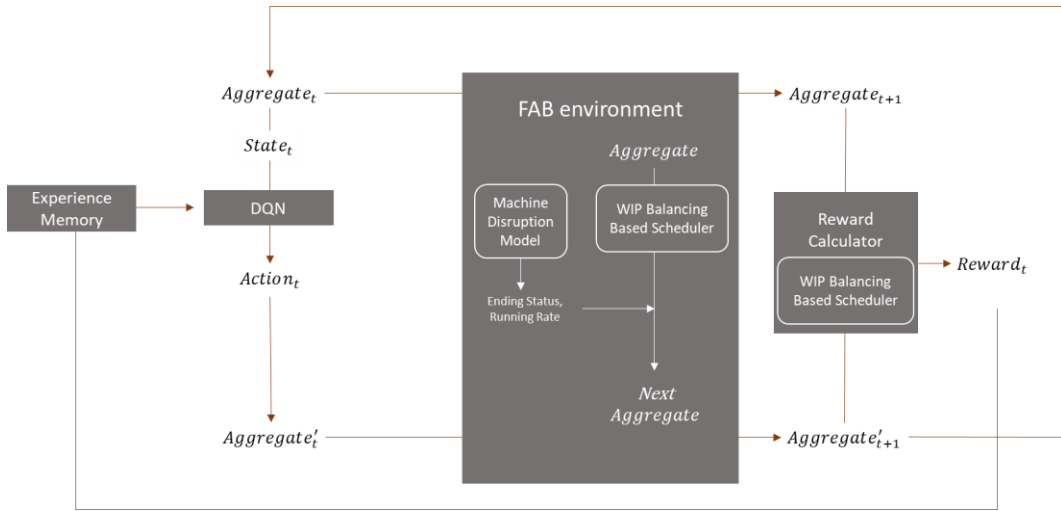 Aggregate_t
State_t
Experience
Memory
DQN
Action_t
Aggregate'_t
FAB environment
Aggregate
Machine
Disruption
Model
WIP Balancing
Based Scheduler
Ending Status,
Running Rate
Next
Aggregate
Aggregate_{t+1}
Reward
Calculator
WIP Balancing
Based Scheduler
Reward_t
Aggregate'_{t+1}